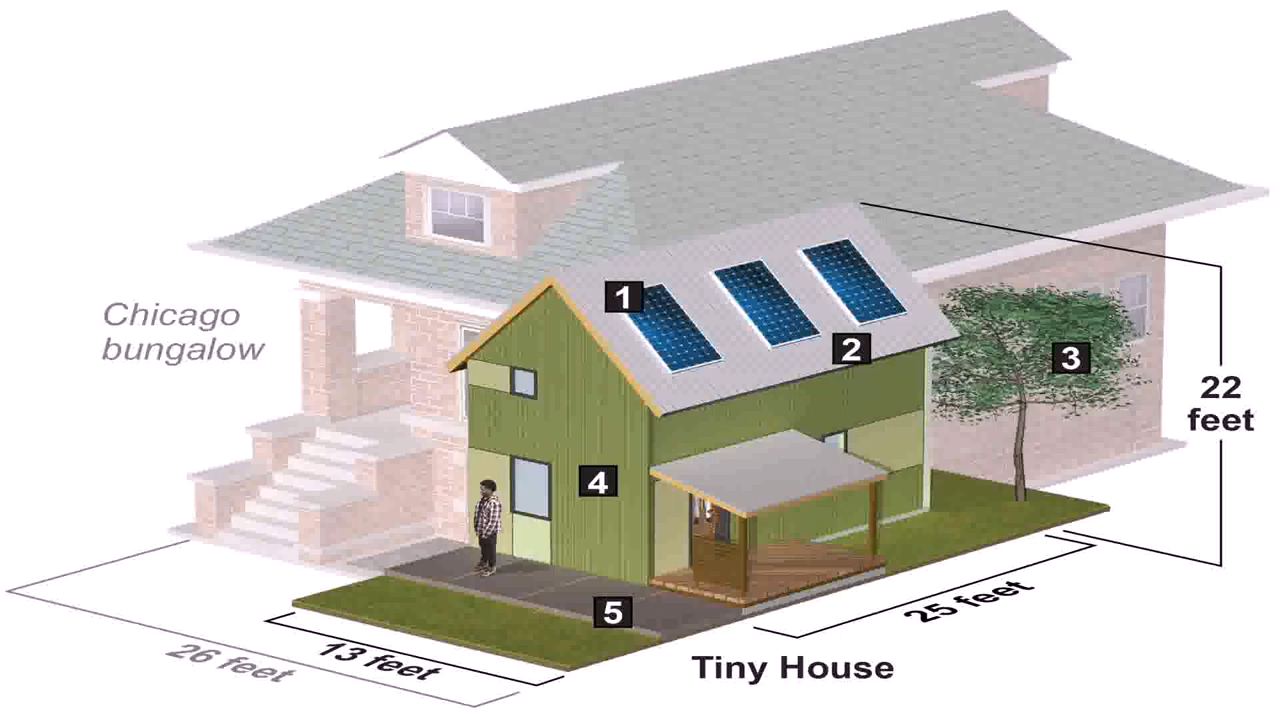 1
2
3
Chicago
bungalow
22
feet
4
5
25 feet
13 feet
26 feet
Tiny House